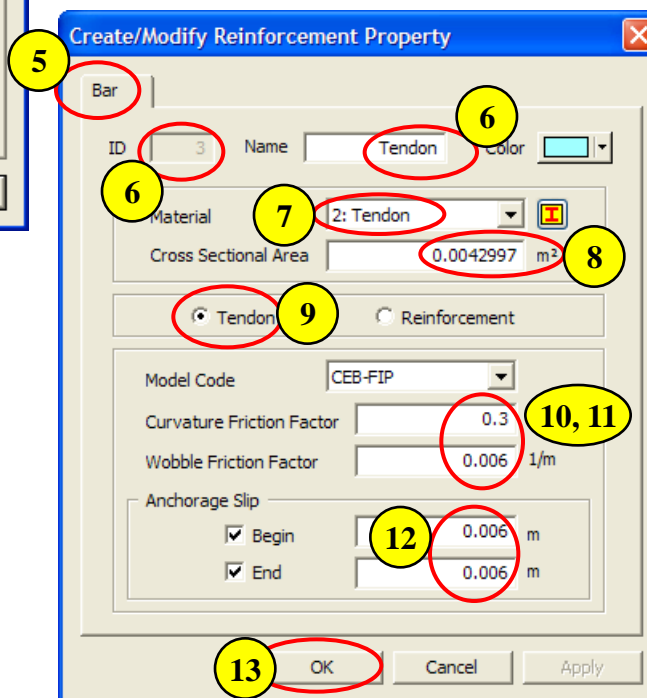 Create/Modify Reinforcement Property
5
Bar
6
ID 3 Name Tendon Color
6
Material 7 2: Tendon
Cross Sectional Area 0.0042997 m² 8
Tendon 9 Reinforcement
Model Code CEB-FIP
Curvature Friction Factor 0.3 10, 11
Wobble Friction Factor 0.006 1/m
Anchorage Slip
Begin 12 0.006 m
End 0.006 m
13 OK Cancel Apply